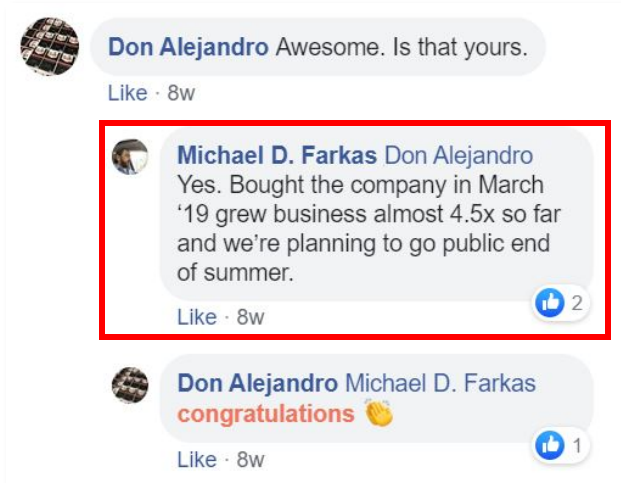 Don Alejandro Awesome. Is that yours.
Like · 8w
Michael D. Farkas Don Alejandro
Yes. Bought the company in March
‘19 grew business almost 4.5x so far
and we’re planning to go public end
of summer.
2
Like · 8w
Don Alejandro Michael D. Farkas
congratulations 👏
1
Like · 8w